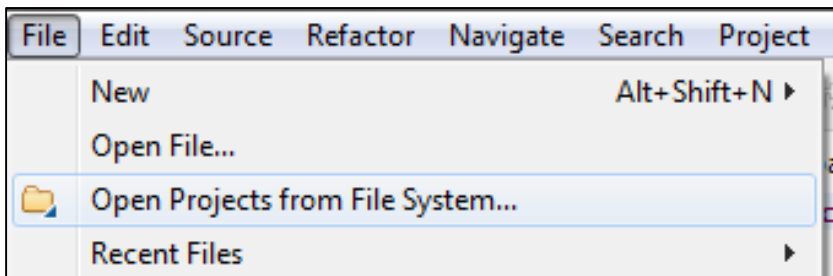 File Edit Source Refactor Navigate Search Project
New Alt+Shift+N
Open File...
Open Projects from File System...
Recent Files